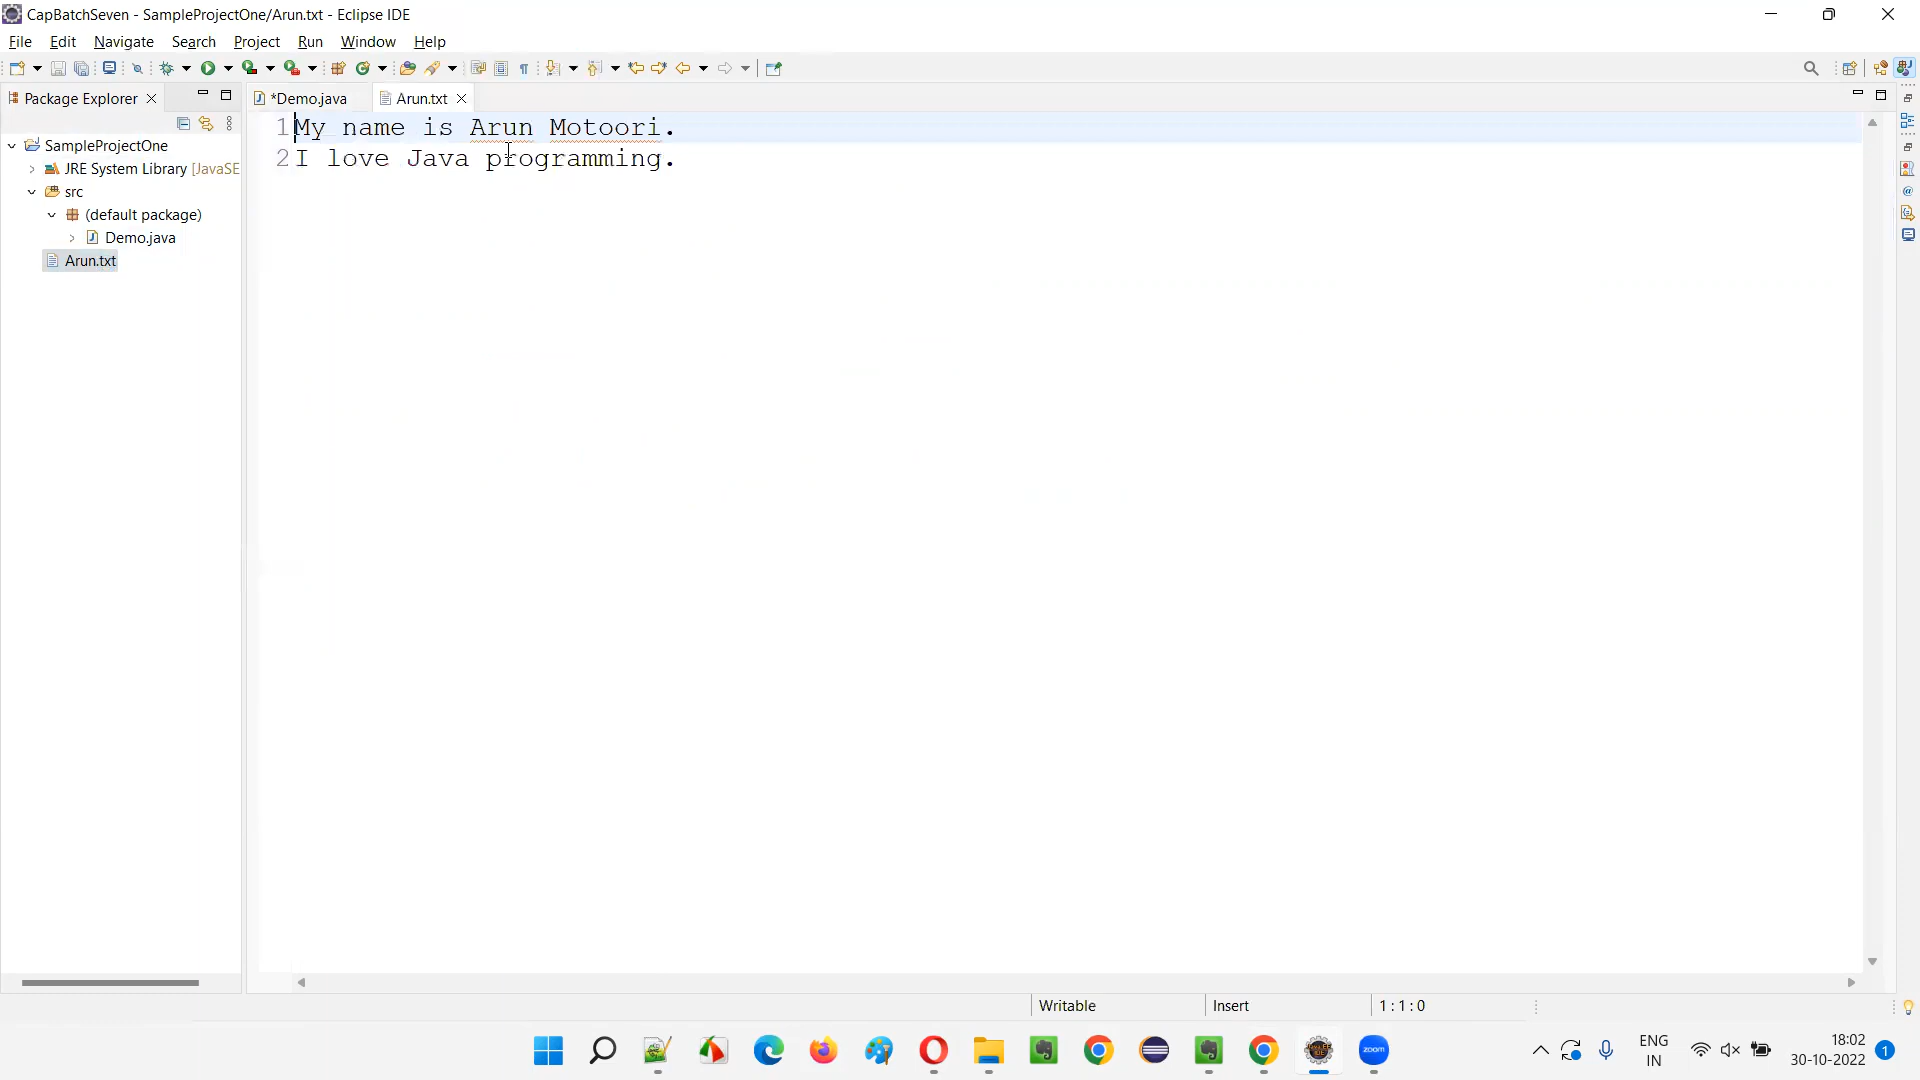 CapBatchSeven - SampleProjectOne/Arun.txt - Eclipse IDE
File Edit Navigate Search Project Run Window Help
Package Explorer
*Demo.java
Arun.txt
SampleProjectOne
JRE System Library [JavaSE
src
(default package)
Demo.java
Arun.txt
1 My name is Arun Motoori.
2 I love Java programming.
Writable
Insert
1 : 1 : 0
zoom
ENG
IN
18:02
30-10-2022
1